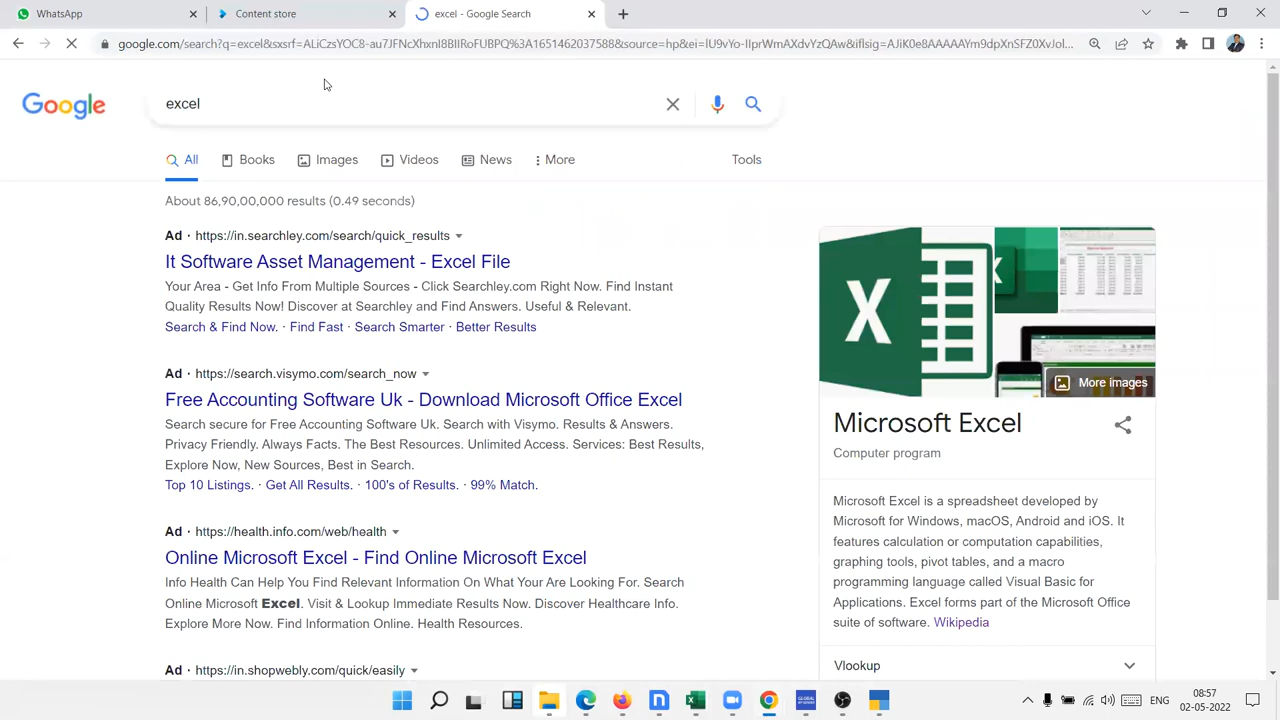 WhatsApp
Content store
excel - Google Search
google.com/search?q=excel&sxsrf=ALiCzsYOC8-au7JFNcXhxnI8BIIRoFUBPQ%3A1651462037588&source=hp&ei=lU9vYo-IIprWmAXdvYzQAw&iflsig=AJiK0e8AAAAAYm9dpXnSFZ0XvJol...
Google
excel
All
Books
Images
Videos
News
More
Tools
About 86,90,00,000 results (0.49 seconds)
Ad · https://in.searchley.com/search/quick_results
It Software Asset Management - Excel File
Your Area - Get Info From Multiple Sources - Click Searchley.com Right Now. Find Instant
Quality Results Now! Discover at Searchley and Find Answers. Useful & Relevant.
Search & Find Now. · Find Fast · Search Smarter · Better Results
Ad · https://search.visymo.com/search_now
Free Accounting Software Uk - Download Microsoft Office Excel
Search secure for Free Accounting Software Uk. Search with Visymo. Results & Answers.
Privacy Friendly. Always Facts. The Best Resources. Unlimited Access. Services: Best Results,
Explore Now, New Sources, Best in Search.
Top 10 Listings. · Get All Results. · 100's of Results. · 99% Match.
Ad · https://health.info.com/web/health
Online Microsoft Excel - Find Online Microsoft Excel
Info Health Can Help You Find Relevant Information On What Your Are Looking For. Search
Online Microsoft Excel. Visit & Lookup Immediate Results Now. Discover Healthcare Info.
Explore More Now. Find Information Online. Health Resources.
Ad · https://in.shopwebly.com/quick/easily
X
More images
Microsoft Excel
Computer program
Microsoft Excel is a spreadsheet developed by
Microsoft for Windows, macOS, Android and iOS. It
features calculation or computation capabilities,
graphing tools, pivot tables, and a macro
programming language called Visual Basic for
Applications. Excel forms part of the Microsoft Office
suite of software. Wikipedia
Vlookup
ENG
08:57
02-05-2022